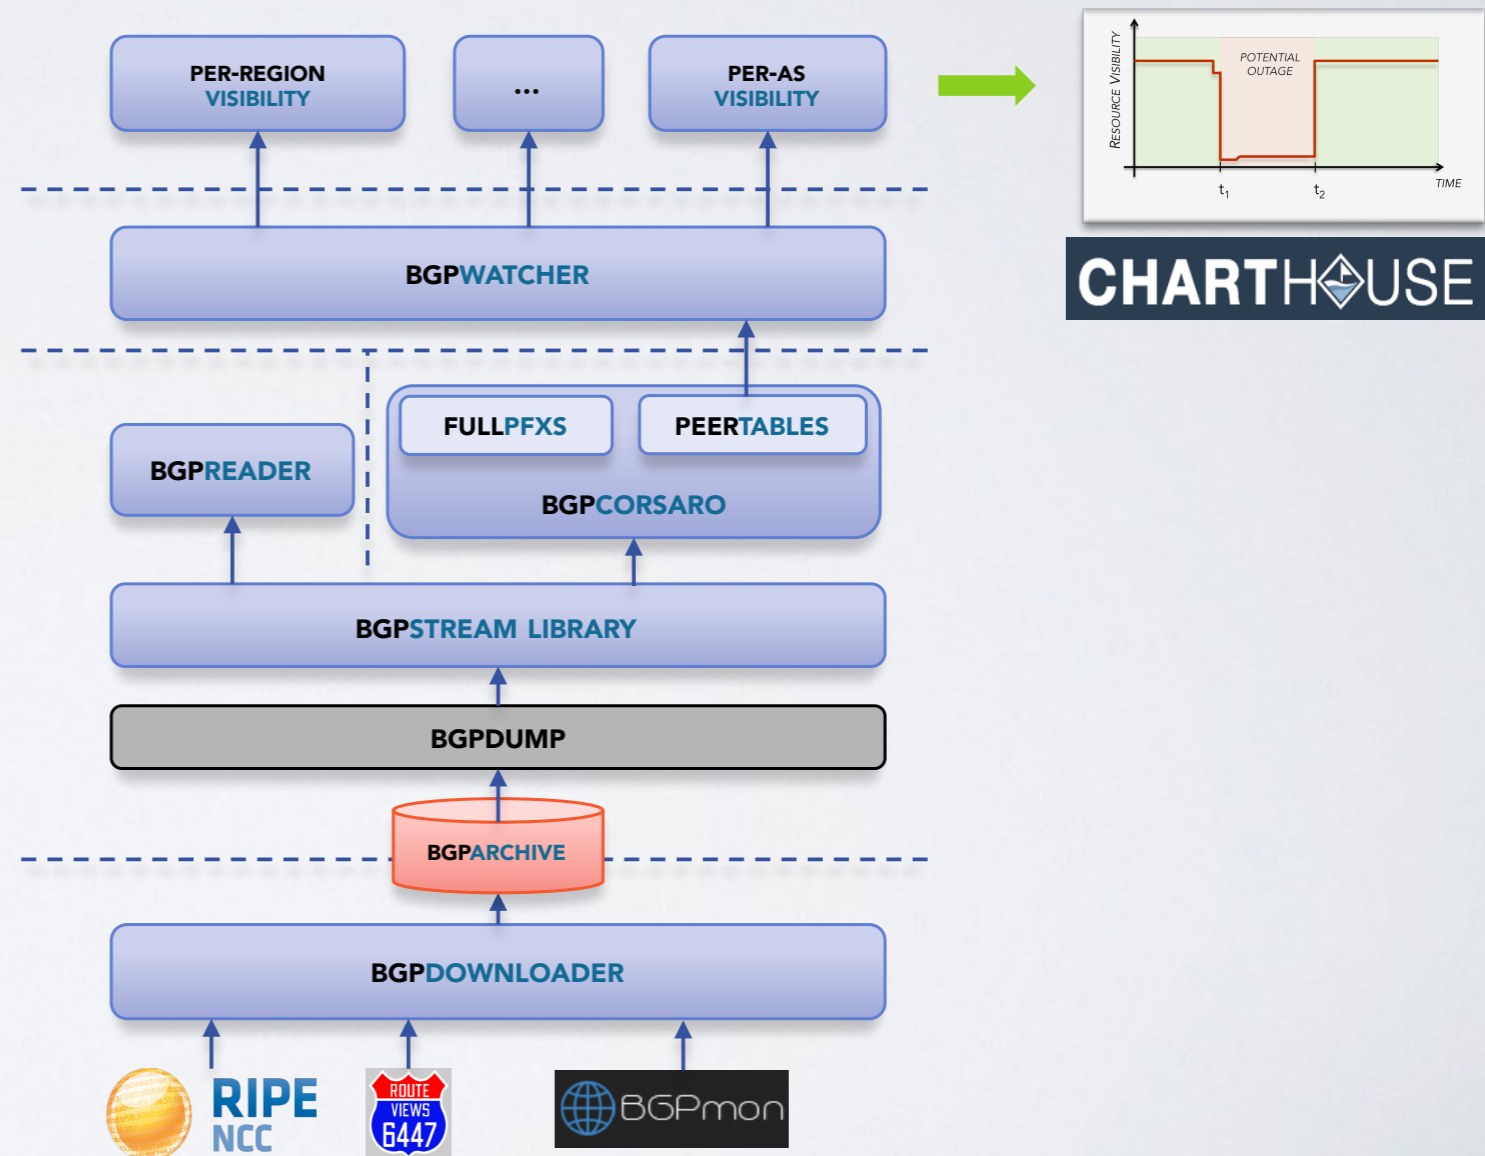 PER-REGION
VISIBILITY
...
PER-AS
VISIBILITY
RESOURCE VISIBILITY
POTENTIAL
OUTAGE
t1
t2
TIME
CHARTHOUSE
BGPWATCHER
FULLPFXS
PEERTABLES
BGPREADER
BGPCORSARO
BGPSTREAM LIBRARY
BGPDUMP
BGPARCHIVE
BGPDOWNLOADER
RIPE
NCC
ROUTE
VIEWS
6447
BGPmon